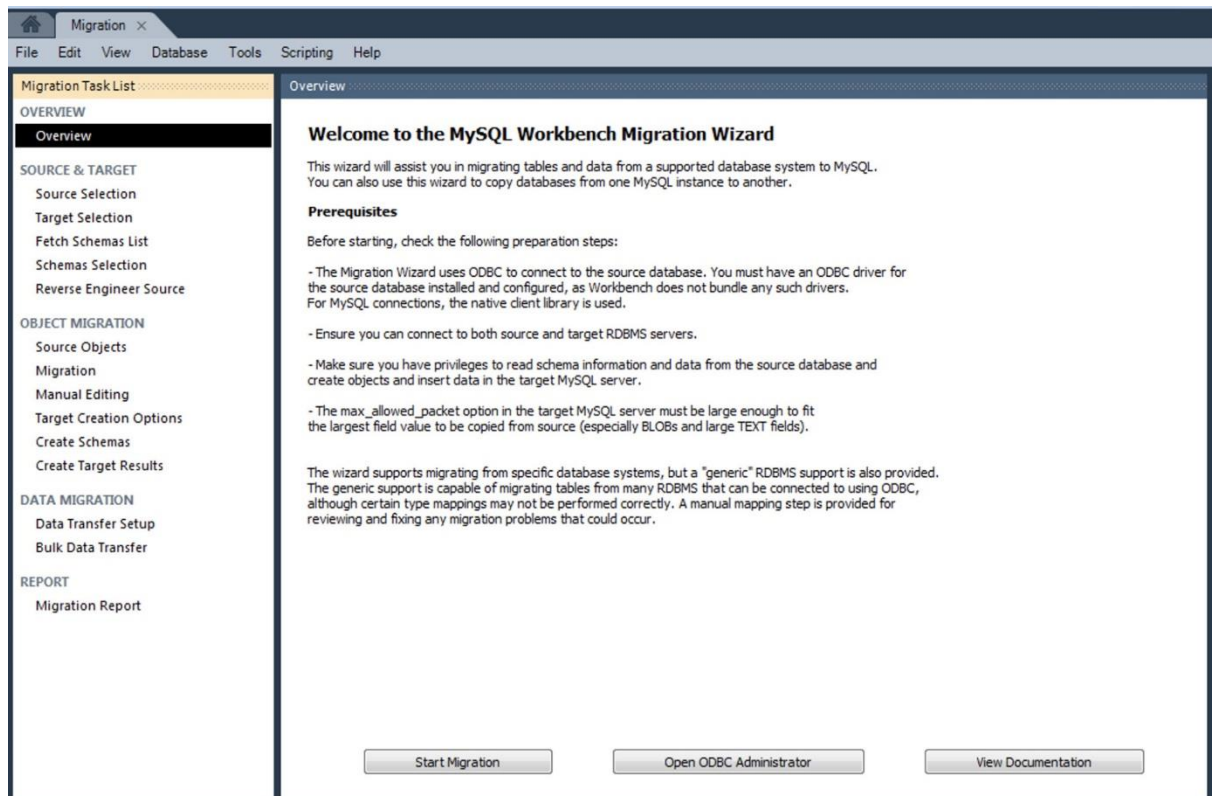 Migration ×
File Edit View Database Tools Scripting Help
Migration Task List
OVERVIEW
Overview
SOURCE & TARGET
Source Selection
Target Selection
Fetch Schemas List
Schemas Selection
Reverse Engineer Source
OBJECT MIGRATION
Source Objects
Migration
Manual Editing
Target Creation Options
Create Schemas
Create Target Results
DATA MIGRATION
Data Transfer Setup
Bulk Data Transfer
REPORT
Migration Report
Overview
Welcome to the MySQL Workbench Migration Wizard
This wizard will assist you in migrating tables and data from a supported database system to MySQL.
You can also use this wizard to copy databases from one MySQL instance to another.
Prerequisites
Before starting, check the following preparation steps:
- The Migration Wizard uses ODBC to connect to the source database. You must have an ODBC driver for
the source database installed and configured, as Workbench does not bundle any such drivers.
For MySQL connections, the native client library is used.
- Ensure you can connect to both source and target RDBMS servers.
- Make sure you have privileges to read schema information and data from the source database and
create objects and insert data in the target MySQL server.
- The max_allowed_packet option in the target MySQL server must be large enough to fit
the largest field value to be copied from source (especially BLOBs and large TEXT fields).
The wizard supports migrating from specific database systems, but a "generic" RDBMS support is also provided.
The generic support is capable of migrating tables from many RDBMS that can be connected to using ODBC,
although certain type mappings may not be performed correctly. A manual mapping step is provided for
reviewing and fixing any migration problems that could occur.
Start Migration
Open ODBC Administrator
View Documentation